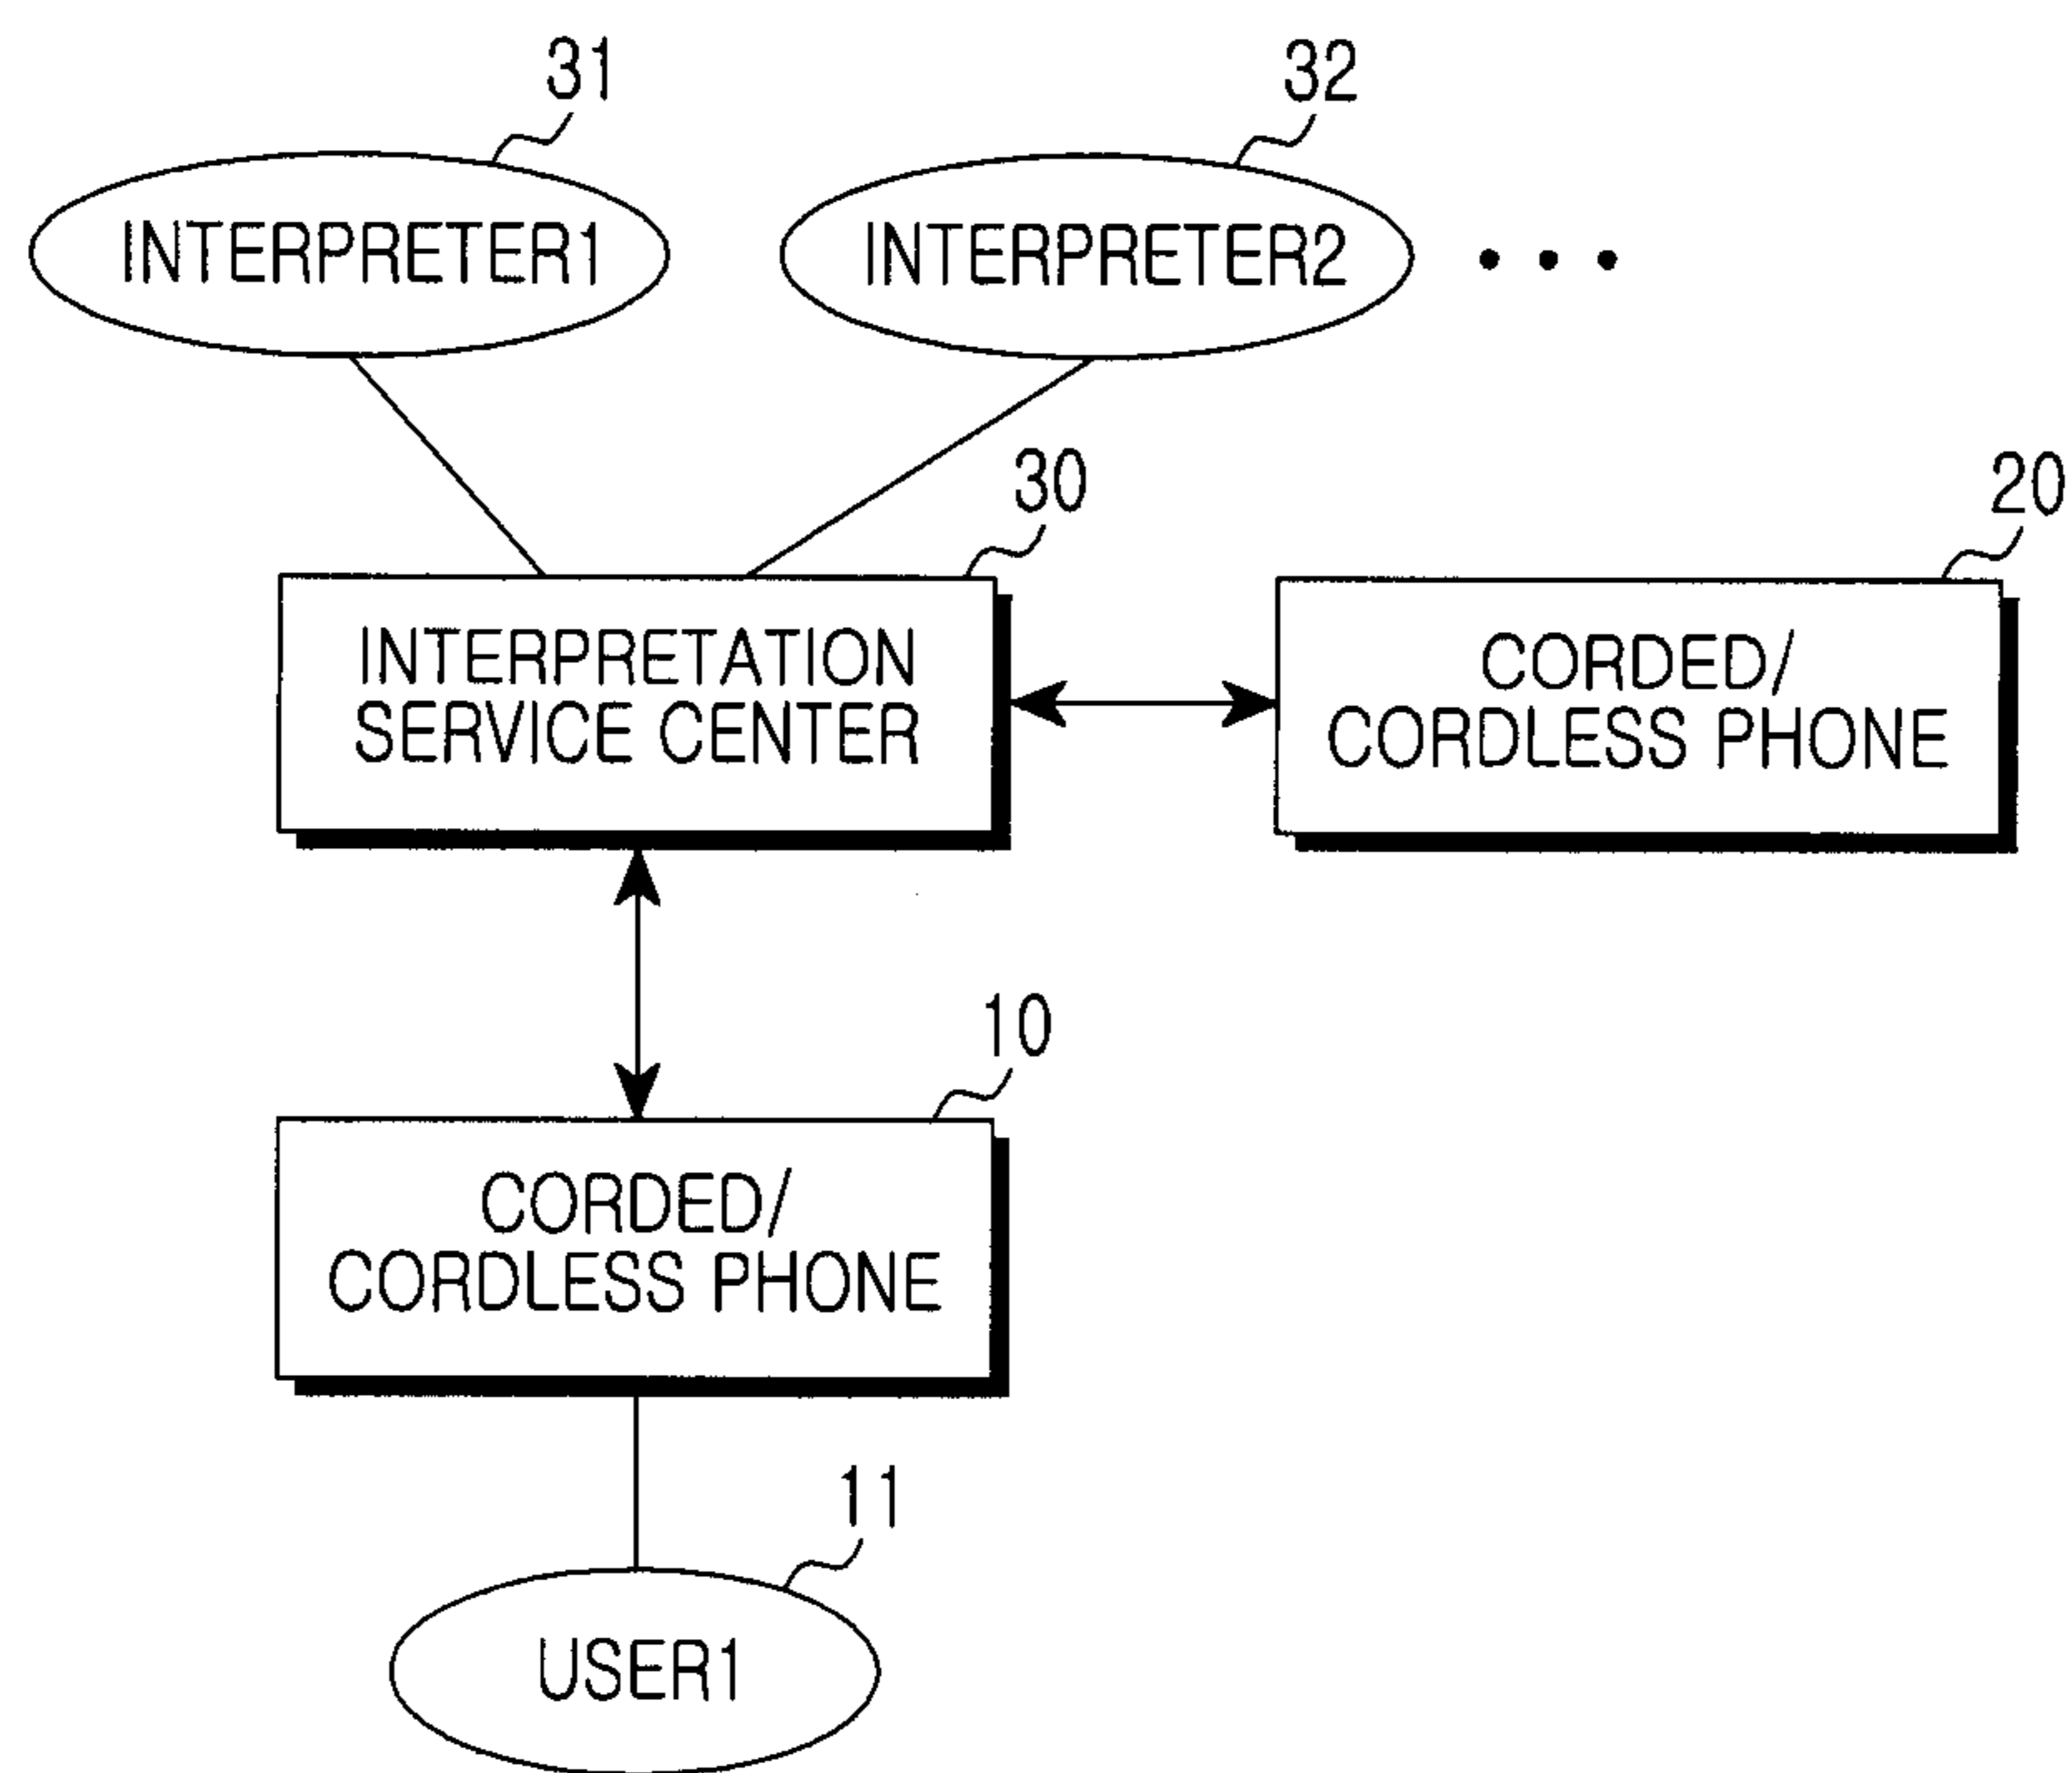 31
32
INTERPRETER1
INTERPRETER2
• • •
30
20
INTERPRETATION
SERVICE CENTER
CORDED/
CORDLESS PHONE
10
CORDED/
CORDLESS PHONE
11
USER1